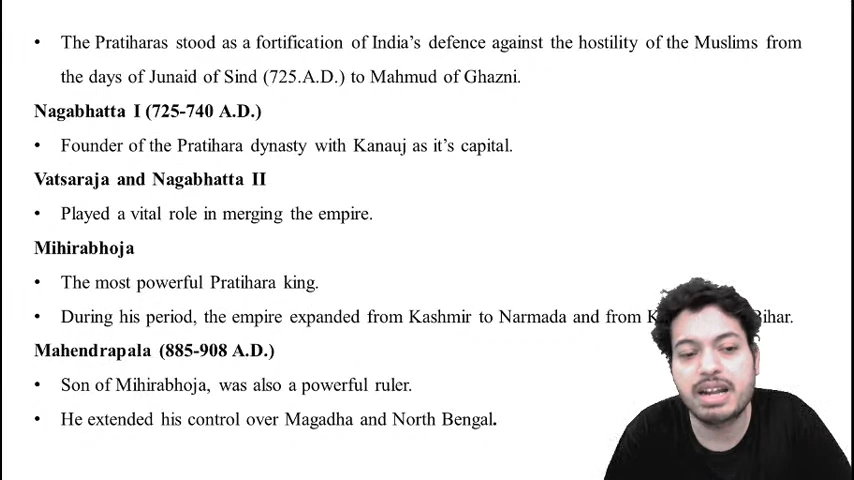 • The Pratiharas stood as a fortification of India’s defence against the hostility of the Muslims from
the days of Junaid of Sind (725.A.D.) to Mahmud of Ghazni.
Nagabhatta I (725-740 A.D.)
• Founder of the Pratihara dynasty with Kanauj as it’s capital.
Vatsaraja and Nagabhatta II
• Played a vital role in merging the empire.
Mihirabhoja
• The most powerful Pratihara king.
• During his period, the empire expanded from Kashmir to Narmada and from Bihar.
Mahendrapala (885-908 A.D.)
• Son of Mihirabhoja, was also a powerful ruler.
• He extended his control over Magadha and North Bengal.